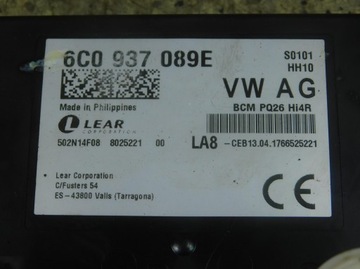 6C0 937 089E
S0101
HH10
VW AG
Made in Philippines
BCM PQ26 Hi4R
LEAR
CORPORATION
502N14F08 8025221 00
LA8 -CEB13.04.1766525221
Lear Corporation
C/Fusters 54
ES - 43800 Valls (Tarragona)
CE